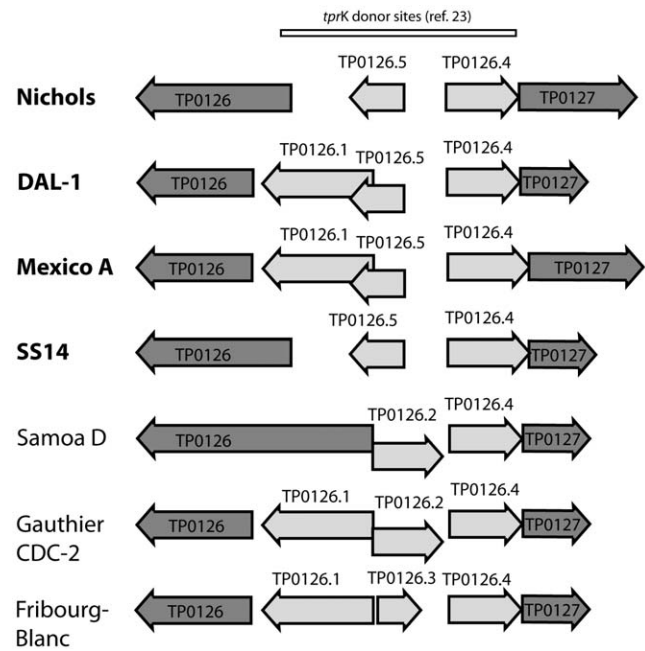 tprK donor sites (ref. 23)
TP0126.5 TP0126.4
Nichols TP0126 TP0127
TP0126.1 TP0126.5 TP0126.4
DAL-1 TP0126 TP0127
TP0126.1 TP0126.5 TP0126.4
Mexico A TP0126 TP0127
TP0126.5 TP0126.4
SS14 TP0126 TP0127
TP0126.2 TP0126.4
Samoa D TP0126 TP0127
TP0126.1 TP0126.2 TP0126.4
Gauthier TP0126 TP0127
CDC-2
TP0126.1 TP0126.3 TP0126.4
Fribourg- TP0126 TP0127
Blanc